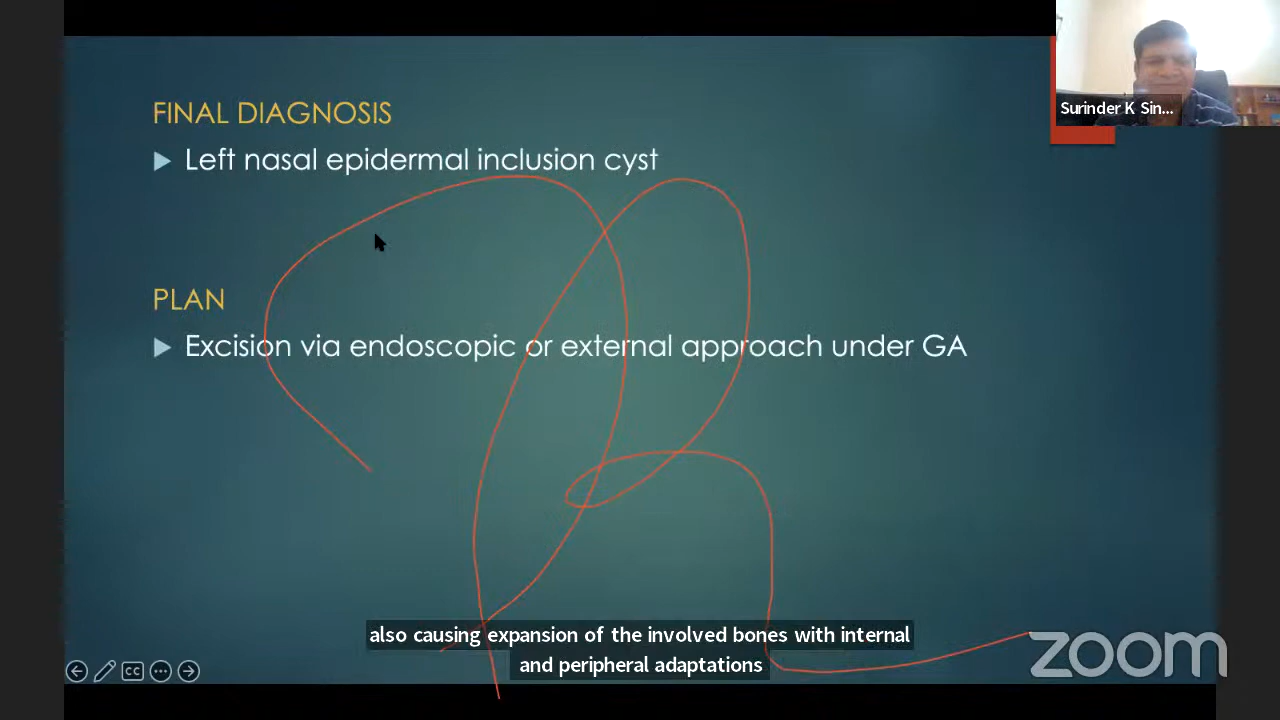 FINAL DIAGNOSIS
Left nasal epidermal inclusion cyst
PLAN
Excision via endoscopic or external approach under GA
Surinder K Sin...
also causing expansion of the involved bones with internal
and peripheral adaptations
CC
zoom